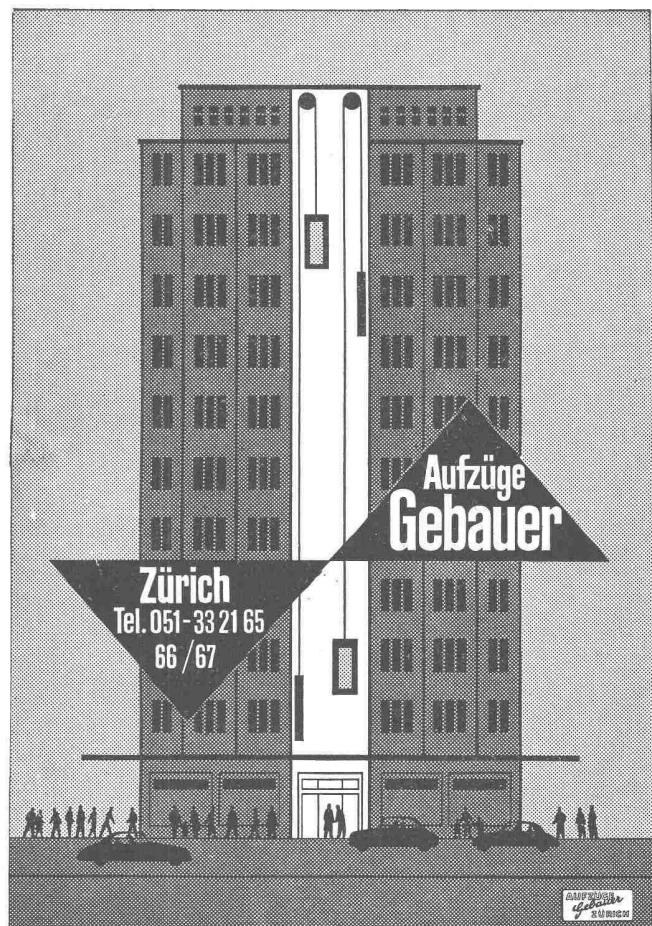 Aufzüge
Gebauer
Zürich
Tel. 051-33 21 65
66 / 67
AUFZÜGE
Gebauer
ZÜRICH